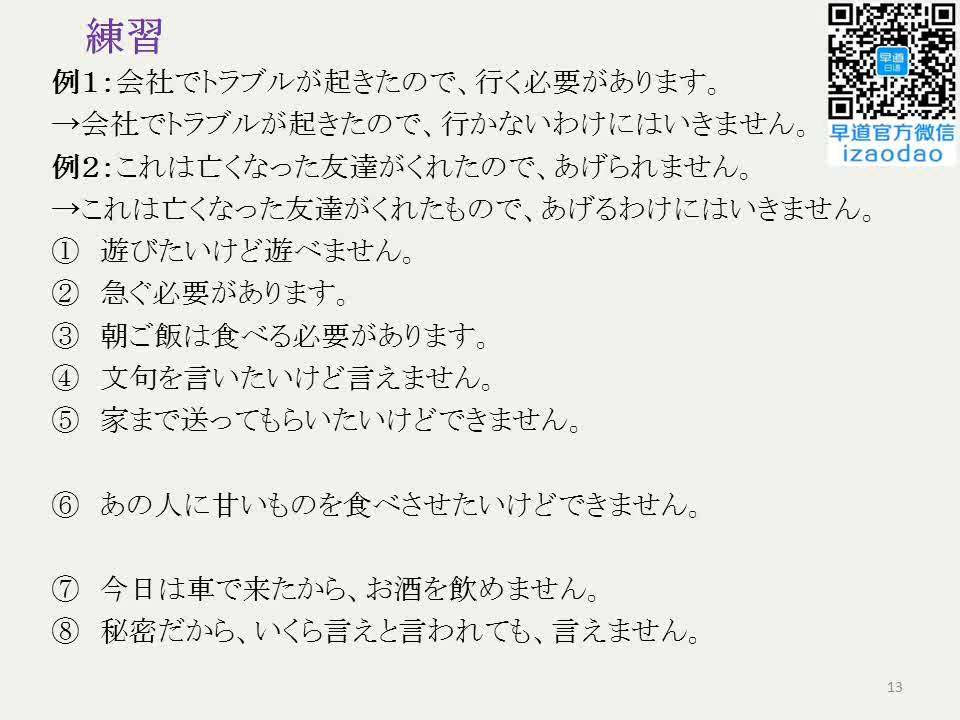 練習
例１：会社でトラブルが起きたので、行く必要があります。
→会社でトラブルが起きたので、行かないわけにはいきません。
例２：これは亡くなった友達がくれたので、あげられません。
→これは亡くなった友達がくれたもので、あげるわけにはいきません。
①　遊びたいけど遊べません。
②　急ぐ必要があります。
③　朝ご飯は食べる必要があります。
④　文句を言いたいけど言えません。
⑤　家まで送ってもらいたいけどできません。
⑥　あの人に甘いものを食べさせたいけどできません。
⑦　今日は車で来たから、お酒を飲めません。
⑧　秘密だから、いくら言えと言われても、言えません。
早道
日语
早道官方微信
izaodao
13